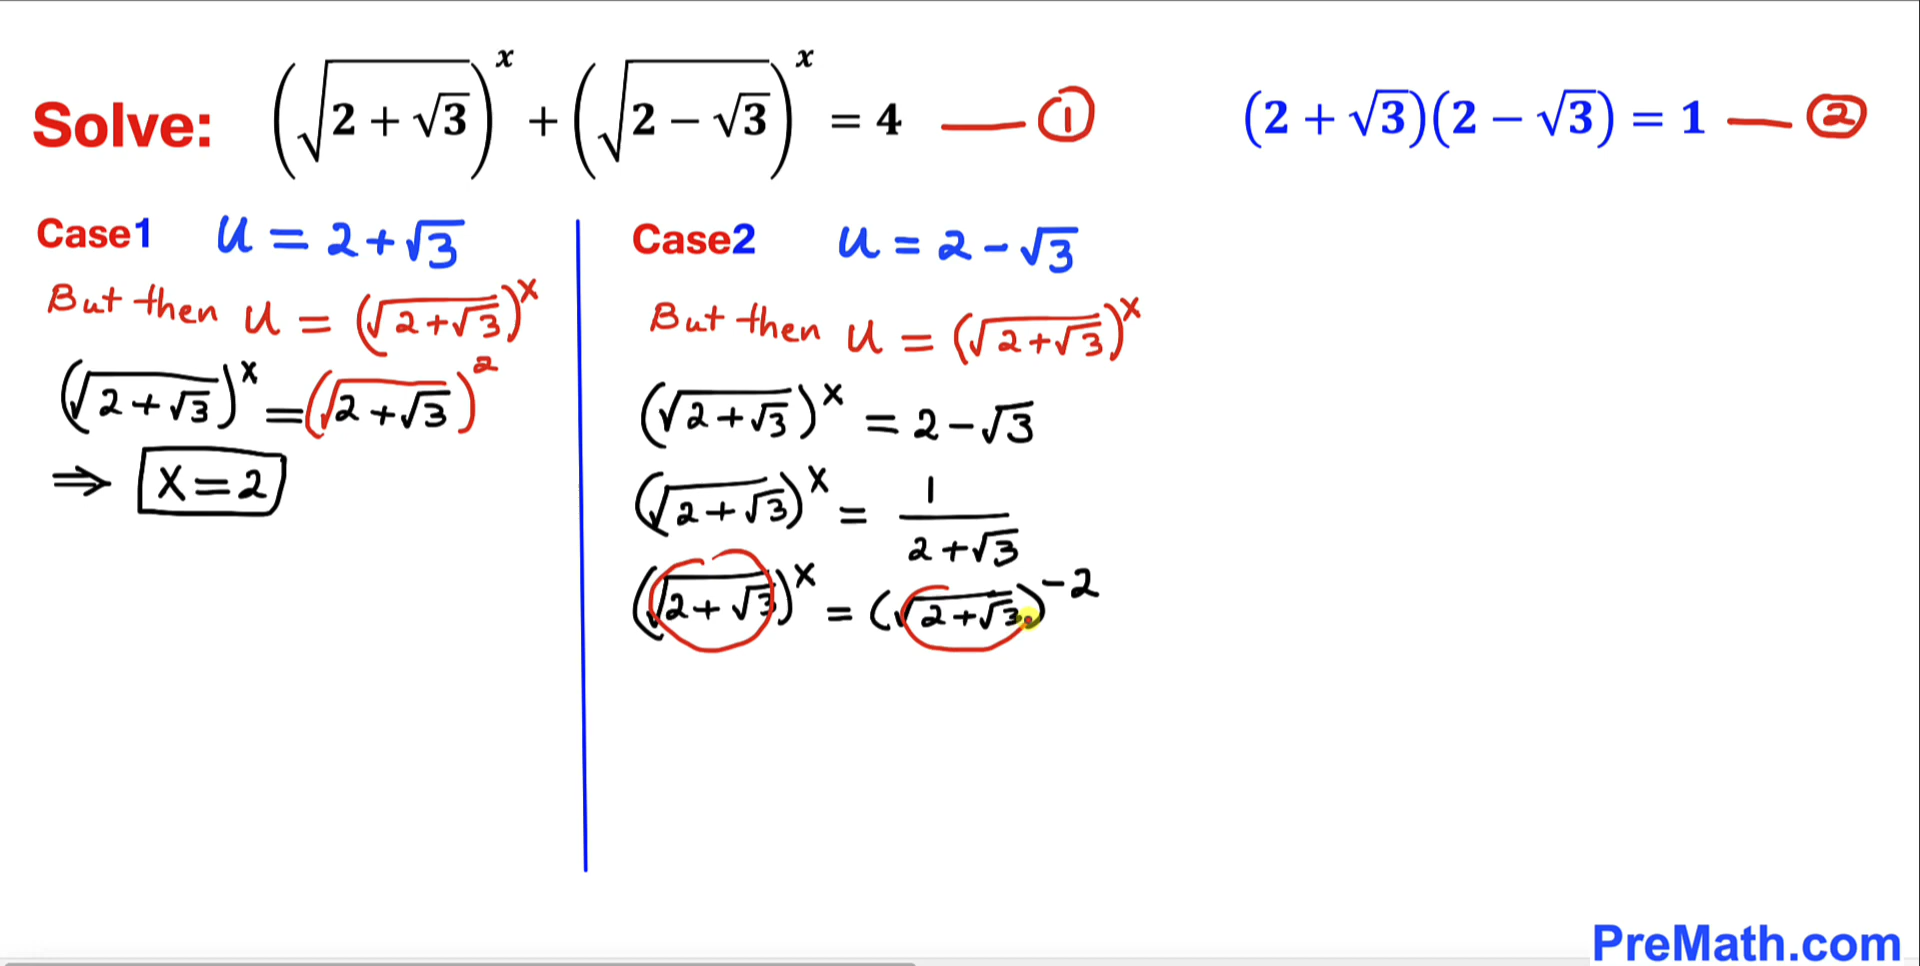 Solve: (√(2 + √3))^x + (√(2 − √3))^x = 4 — ①
(2 + √3)(2 − √3) = 1 — ②
Case1 u = 2+√3
But then u = (√(2+√3))^x
(√(2+√3))^x = (√(2+√3))^2
⇒ x=2
Case2 u = 2-√3
But then u = (√(2+√3))^x
(√(2+√3))^x = 2-√3
(√(2+√3))^x = 1/(2+√3)
(√(2+√3))^x = (√(2+√3))^-2
PreMath.com